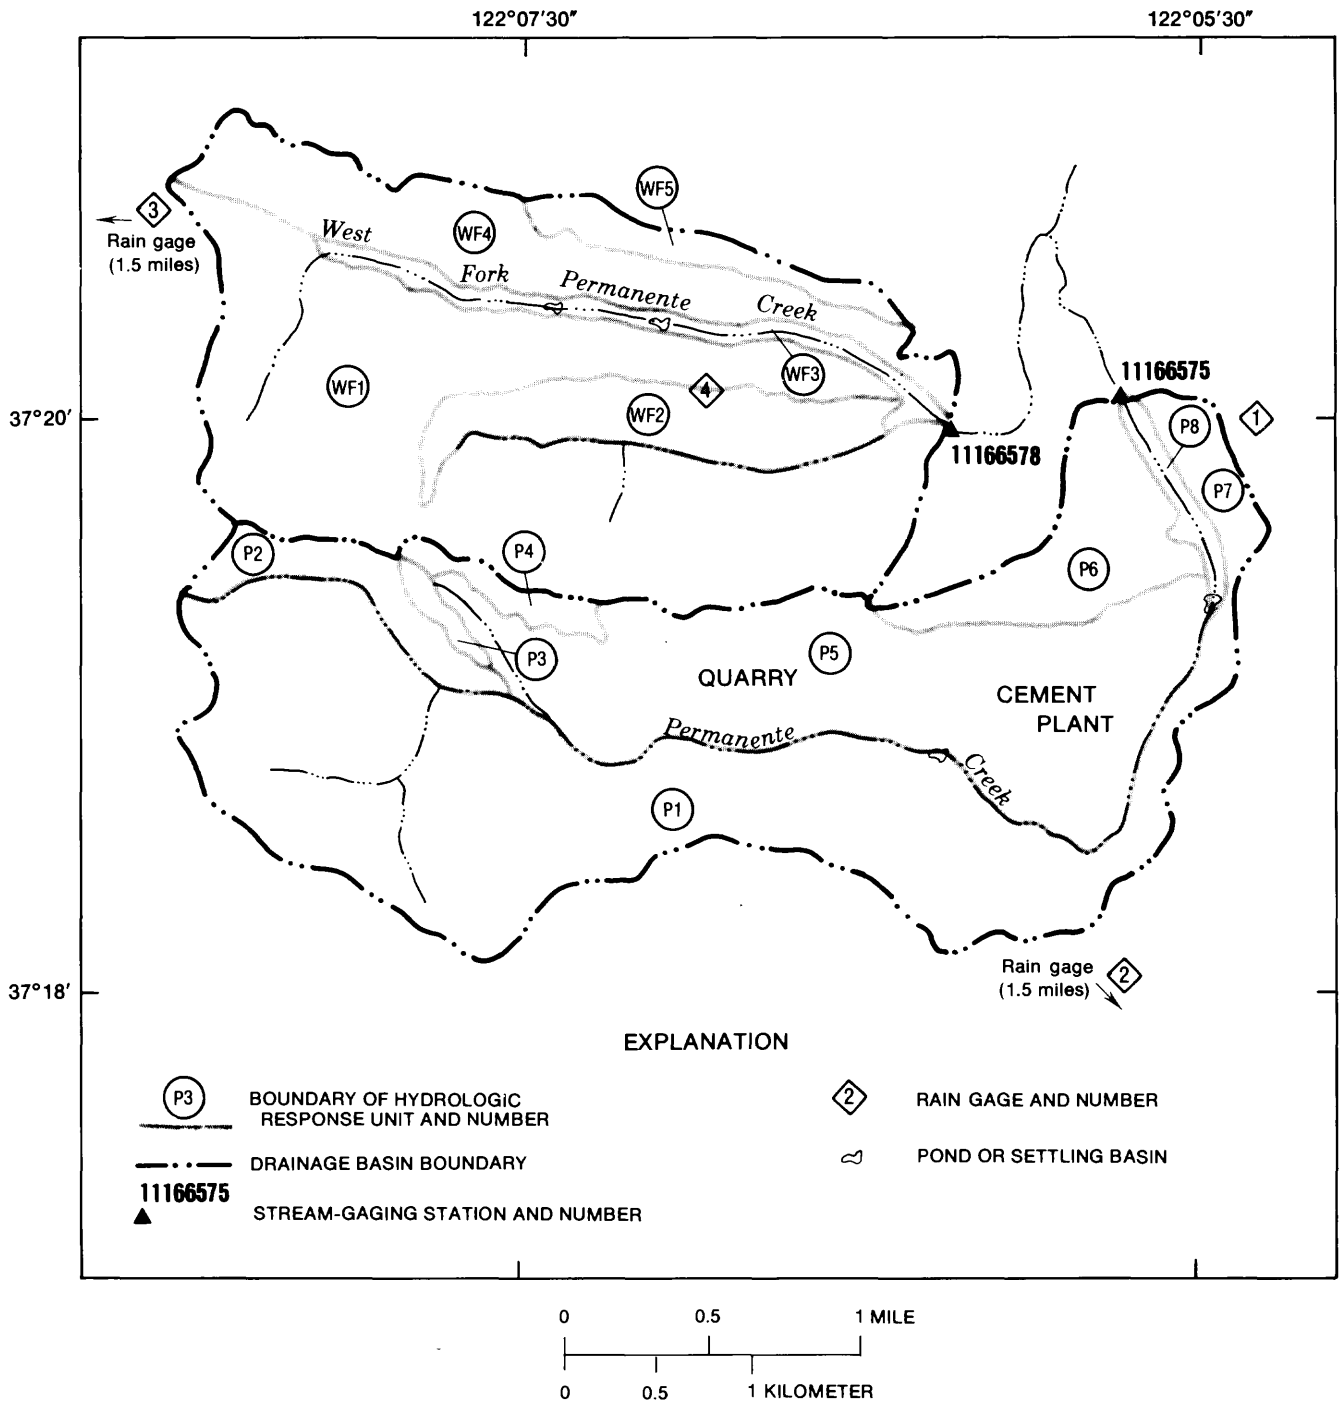 122°07'30"
122°05'30"
WF5
3
Rain gage
(1.5 miles)
West
WF4
Fork
Permanente
Creek
WF3
11166575
WF1
4
WF2
37°20'
1
P8
11166578
P7
P2
P4
P6
P3
P5
QUARRY
CEMENT
PLANT
Permanente
Creek
P1
Rain gage
(1.5 miles)
2
37°18'
EXPLANATION
P3
BOUNDARY OF HYDROLOGIC
RESPONSE UNIT AND NUMBER
DRAINAGE BASIN BOUNDARY
11166575
STREAM-GAGING STATION AND NUMBER
2
RAIN GAGE AND NUMBER
POND OR SETTLING BASIN
0 0.5 1 MILE
0 0.5 1 KILOMETER